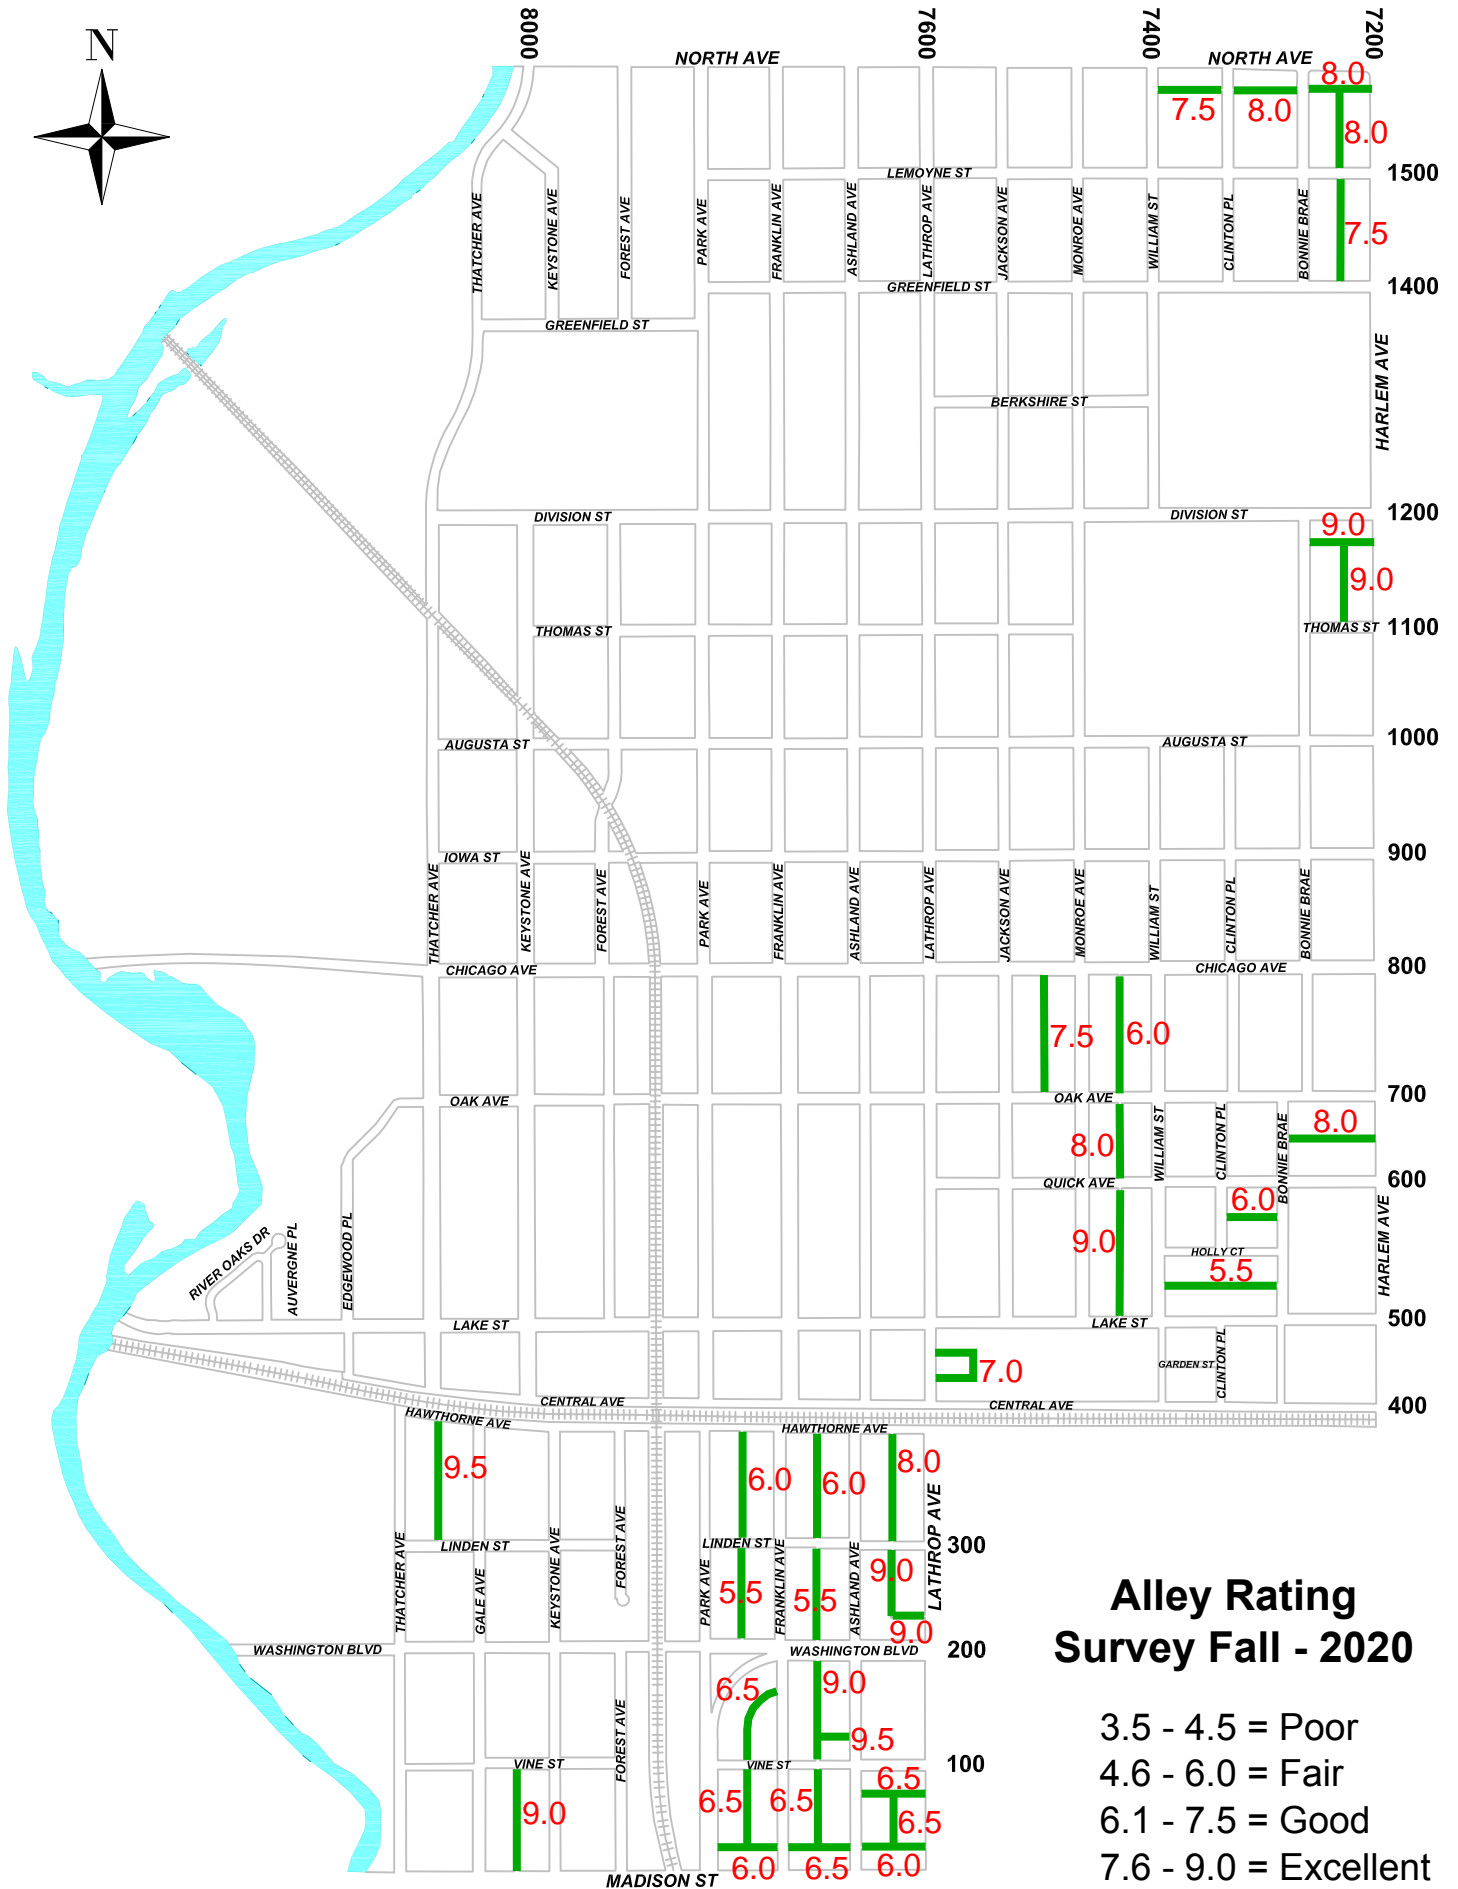 N
8000
7600
7400
7200
NORTH AVE
NORTH AVE
8.0
7.5
8.0
8.0
LEMOYNE ST
1500
THATCHER AVE
KEYSTONE AVE
FOREST AVE
PARK AVE
FRANKLIN AVE
ASHLAND AVE
LATHROP AVE
JACKSON AVE
MONROE AVE
WILLIAM ST
CLINTON PL
BONNIE BRAE
7.5
GREENFIELD ST
1400
GREENFIELD ST
HARLEM AVE
BERKSHIRE ST
DIVISION ST
DIVISION ST
1200
9.0
9.0
THOMAS ST
THOMAS ST
1100
AUGUSTA ST
AUGUSTA ST
1000
IOWA ST
900
THATCHER AVE
KEYSTONE AVE
FOREST AVE
PARK AVE
FRANKLIN AVE
ASHLAND AVE
LATHROP AVE
JACKSON AVE
MONROE AVE
WILLIAM ST
CLINTON PL
BONNIE BRAE
CHICAGO AVE
CHICAGO AVE
800
7.5
6.0
OAK AVE
OAK AVE
700
8.0
WILLIAM ST
CLINTON PL
BONNIE BRAE
8.0
QUICK AVE
600
6.0
9.0
HOLLY CT
5.5
HARLEM AVE
RIVER OAKS DR
AUVERGNE PL
EDGEWOOD PL
LAKE ST
LAKE ST
500
7.0
GARDEN ST
CLINTON PL
CENTRAL AVE
CENTRAL AVE
400
HAWTHORNE AVE
HAWTHORNE AVE
9.5
6.0
6.0
8.0
LATHROP AVE
LINDEN ST
LINDEN ST
300
THATCHER AVE
GALE AVE
KEYSTONE AVE
FOREST AVE
PARK AVE
5.5
FRANKLIN AVE
5.5
ASHLAND AVE
9.0
9.0
WASHINGTON BLVD
WASHINGTON BLVD
200
6.5
9.0
9.5
FOREST AVE
VINE ST
VINE ST
100
9.0
6.5
6.5
6.5
6.5
6.0
6.5
6.0
MADISON ST
Alley Rating
Survey Fall - 2020
3.5 - 4.5 = Poor
4.6 - 6.0 = Fair
6.1 - 7.5 = Good
7.6 - 9.0 = Excellent